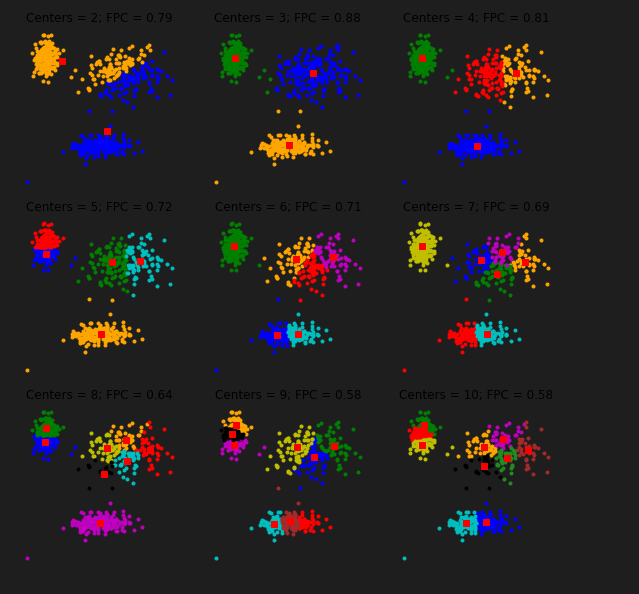 Centers = 2; FPC = 0.79
Centers = 3; FPC = 0.88
Centers = 4; FPC = 0.81
Centers = 5; FPC = 0.72
Centers = 6; FPC = 0.71
Centers = 7; FPC = 0.69
Centers = 8; FPC = 0.64
Centers = 9; FPC = 0.58
Centers = 10; FPC = 0.58